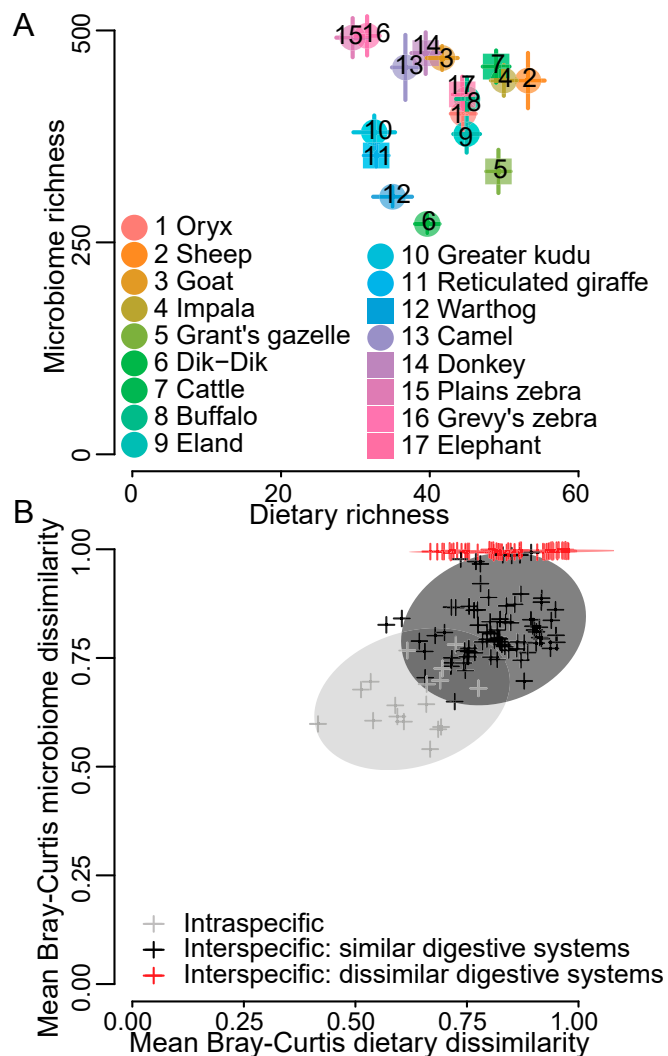 A
Microbiome richness
500
250
0
15 16
14
13 3
7
4 2
17
8
1
10
9
11
5
12
6
1 Oryx
2 Sheep
3 Goat
4 Impala
5 Grant's gazelle
6 Dik−Dik
7 Cattle
8 Buffalo
9 Eland
10 Greater kudu
11 Reticulated giraffe
12 Warthog
13 Camel
14 Donkey
15 Plains zebra
16 Grevy's zebra
17 Elephant
0 20 40 60
Dietary richness
B
Mean Bray-Curtis microbiome dissimilarity
1.00
0.75
0.50
0.25
0.00
Intraspecific
Interspecific: similar digestive systems
Interspecific: dissimilar digestive systems
0.00 0.50 0.75 1.00
Mean Bray-Curtis dietary dissimilarity